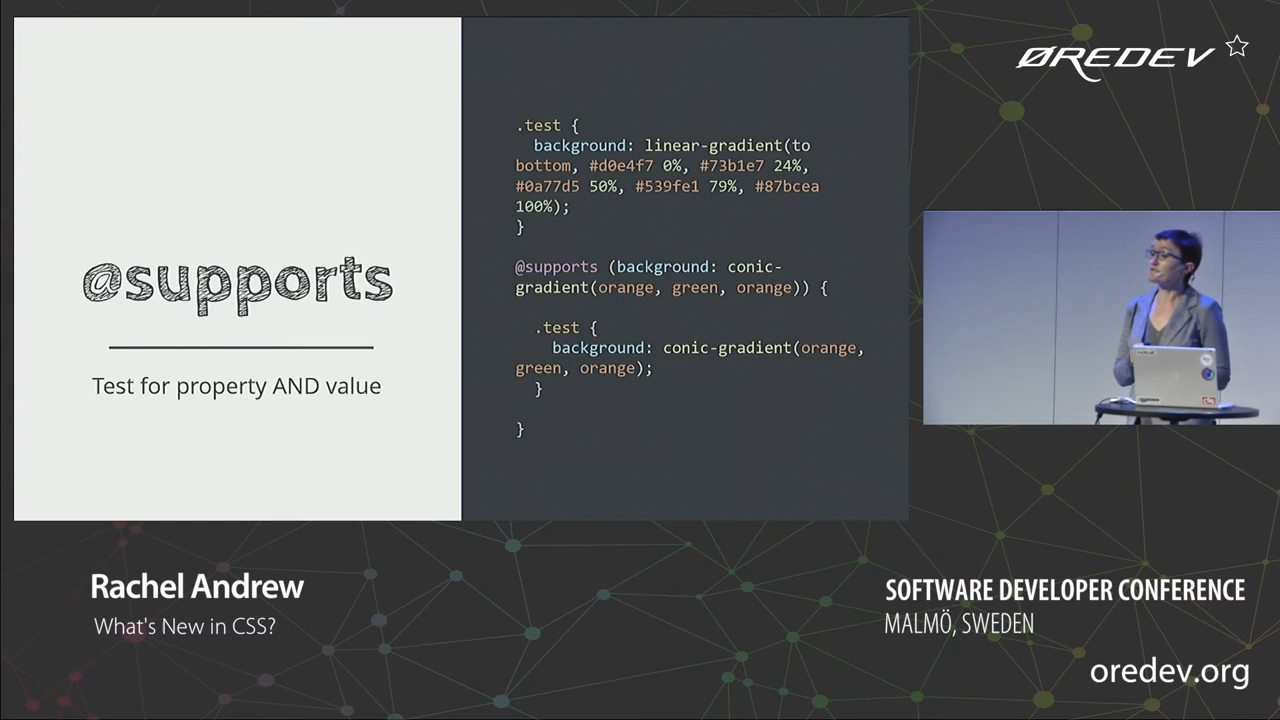 ØREDEV
@supports
Test for property AND value
.test {
background: linear-gradient(to
bottom, #d0e4f7 0%, #73b1e7 24%,
#0a77d5 50%, #539fe1 79%, #87bcea
100%);
}
@supports (background: conic-
gradient(orange, green, orange)) {
.test {
background: conic-gradient(orange,
green, orange);
}
}
Rachel Andrew
What's New in CSS?
SOFTWARE DEVELOPER CONFERENCE
MALMÖ, SWEDEN
oredev.org